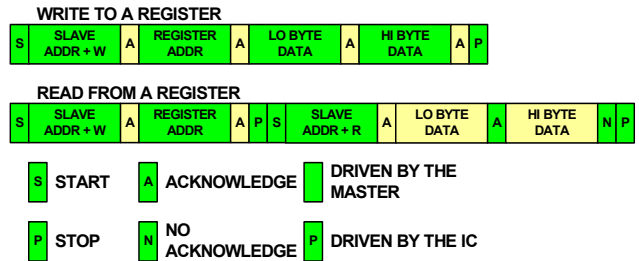 WRITE TO A REGISTER
S SLAVE ADDR + W A REGISTER ADDR A LO BYTE DATA A HI BYTE DATA A P
READ FROM A REGISTER
S SLAVE ADDR + W A REGISTER ADDR A P S SLAVE ADDR + R A LO BYTE DATA A HI BYTE DATA N P
S START A ACKNOWLEDGE DRIVEN BY THE MASTER
P STOP N NO ACKNOWLEDGE P DRIVEN BY THE IC